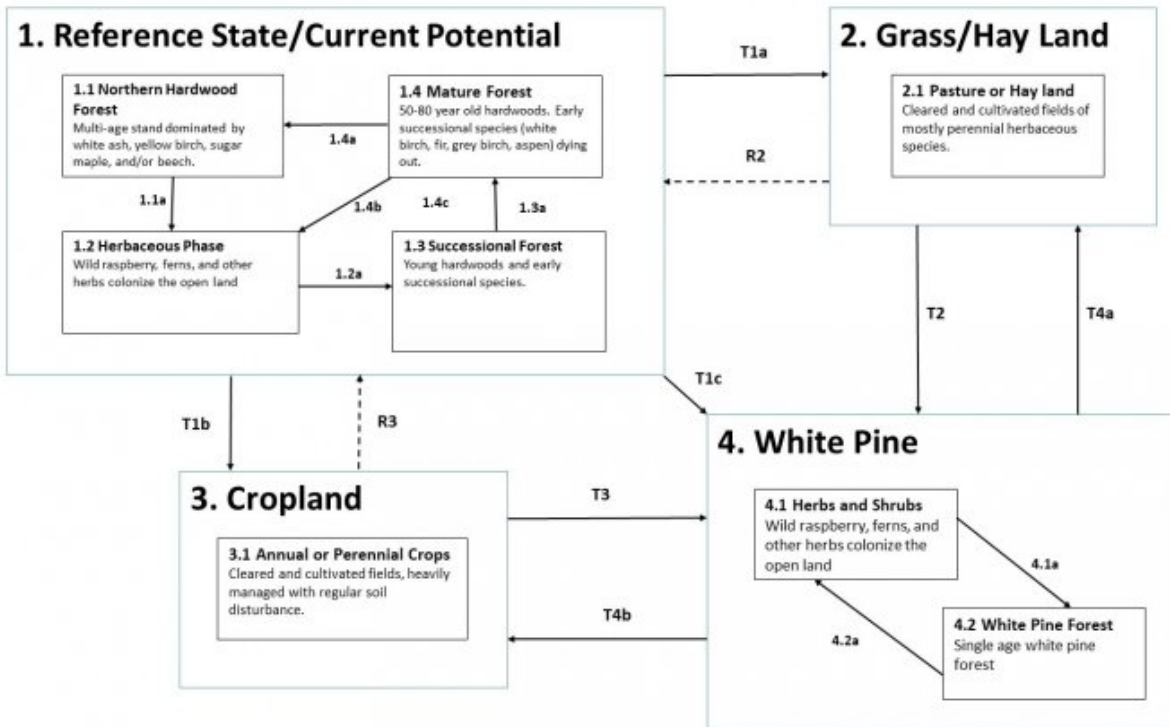 1. Reference State/Current Potential
1.1 Northern Hardwood
Forest
Multi-age stand dominated by
white ash, yellow birch, sugar
maple, and/or beech.
1.4 Mature Forest
50-80 year old hardwoods. Early
successional species (white
birch, fir, grey birch, aspen) dying
out.
1.4a
1.1a
1.4b
1.4c
1.3a
1.2 Herbaceous Phase
Wild raspberry, ferns, and other
herbs colonize the open land
1.2a
1.3 Successional Forest
Young hardwoods and early
successional species.
T1a
R2
2. Grass/Hay Land
2.1 Pasture or Hay land
Cleared and cultivated fields of
mostly perennial herbaceous
species.
T2
T4a
T1c
T1b
R3
3. Cropland
3.1 Annual or Perennial Crops
Cleared and cultivated fields, heavily
managed with regular soil
disturbance.
T3
T4b
4. White Pine
4.1 Herbs and Shrubs
Wild raspberry, ferns, and
other herbs colonize the
open land
4.1a
4.2a
4.2 White Pine Forest
Single age white pine
forest